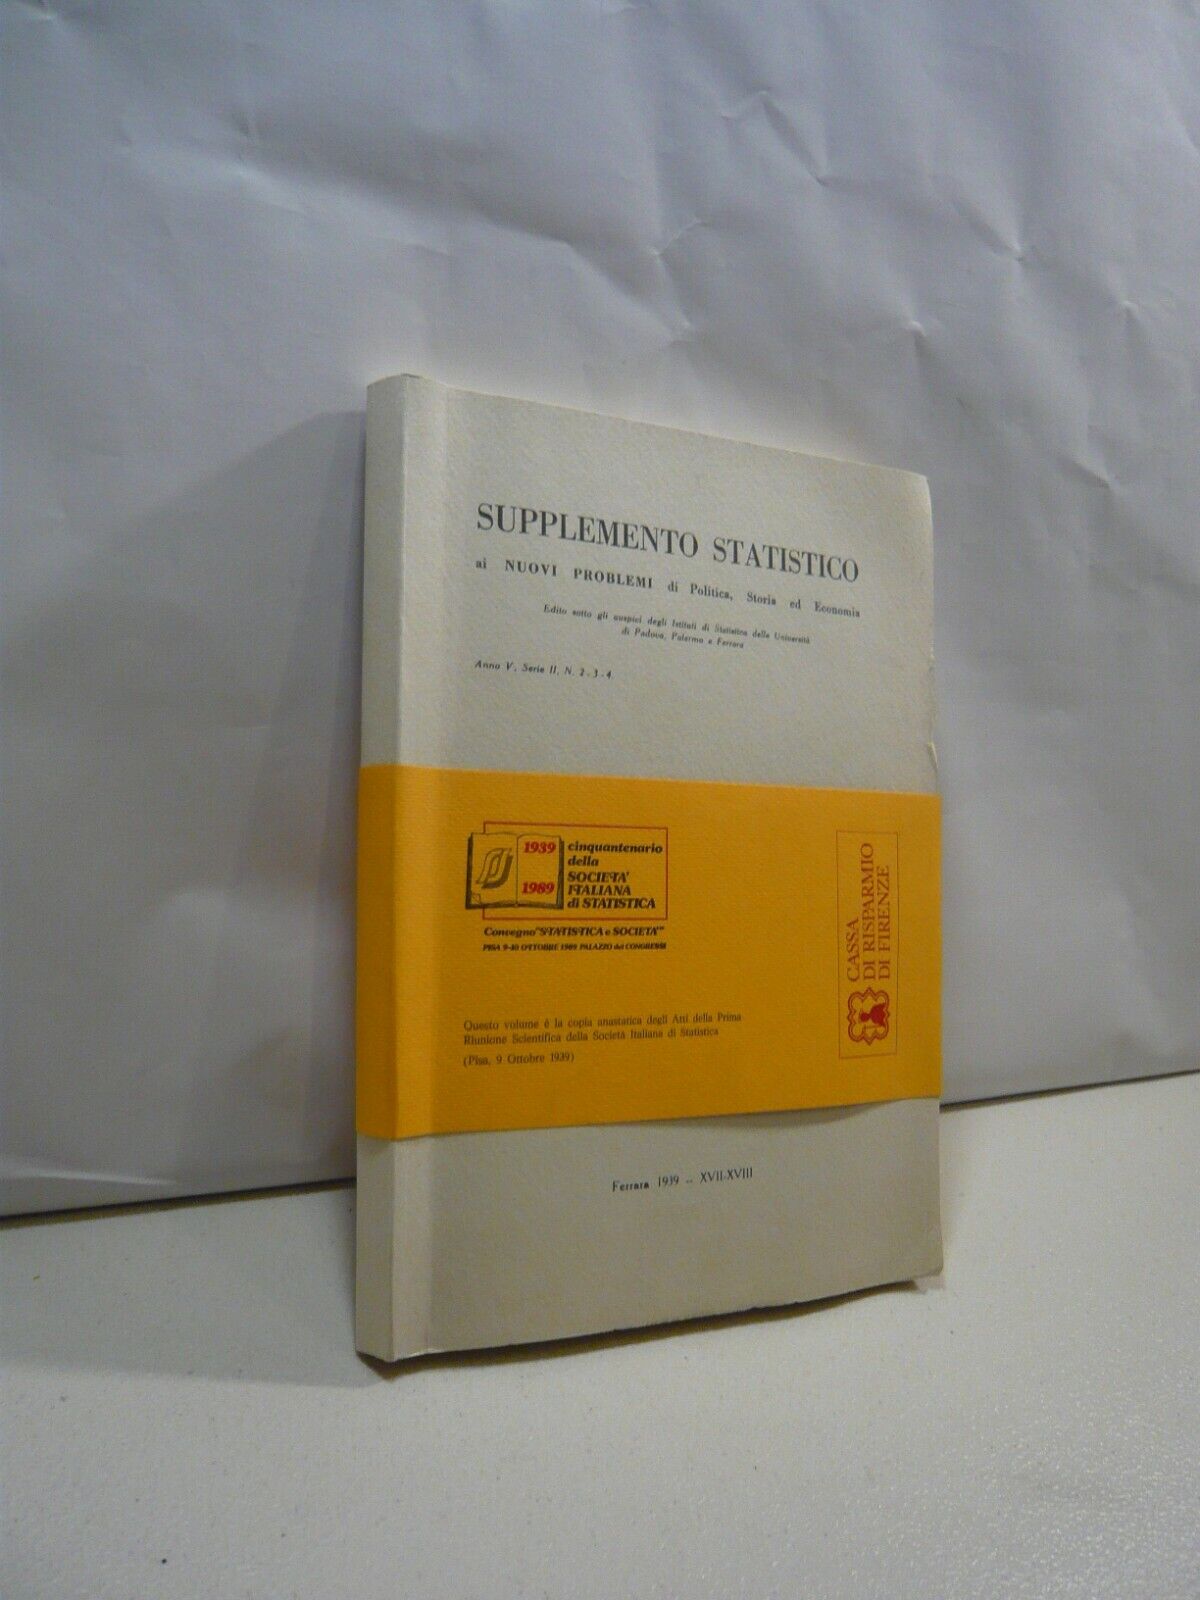 SUPPLEMENTO STATISTICO
ai NUOVI PROBLEMI di Politica, Storia ed Economia
Edito sotto gli auspici degli Istituti di Statistica delle Università
di Padova, Palermo e Ferrara
Anno V, Serie II, N. 2-3-4.
1939
1989
cinquantenario
della
SOCIETA'
ITALIANA
di STATISTICA
Convegno "STATISTICA e SOCIETA'"
PISA 9-10 OTTOBRE 1989 PALAZZO dei CONGRESSI
CASSA
DI RISPARMIO
DI FIRENZE
Questo volume è la copia anastatica degli Atti della Prima
Riunione Scientifica della Società Italiana di Statistica
(Pisa, 9 Ottobre 1939)
Ferrara 1939 -- XVII-XVIII